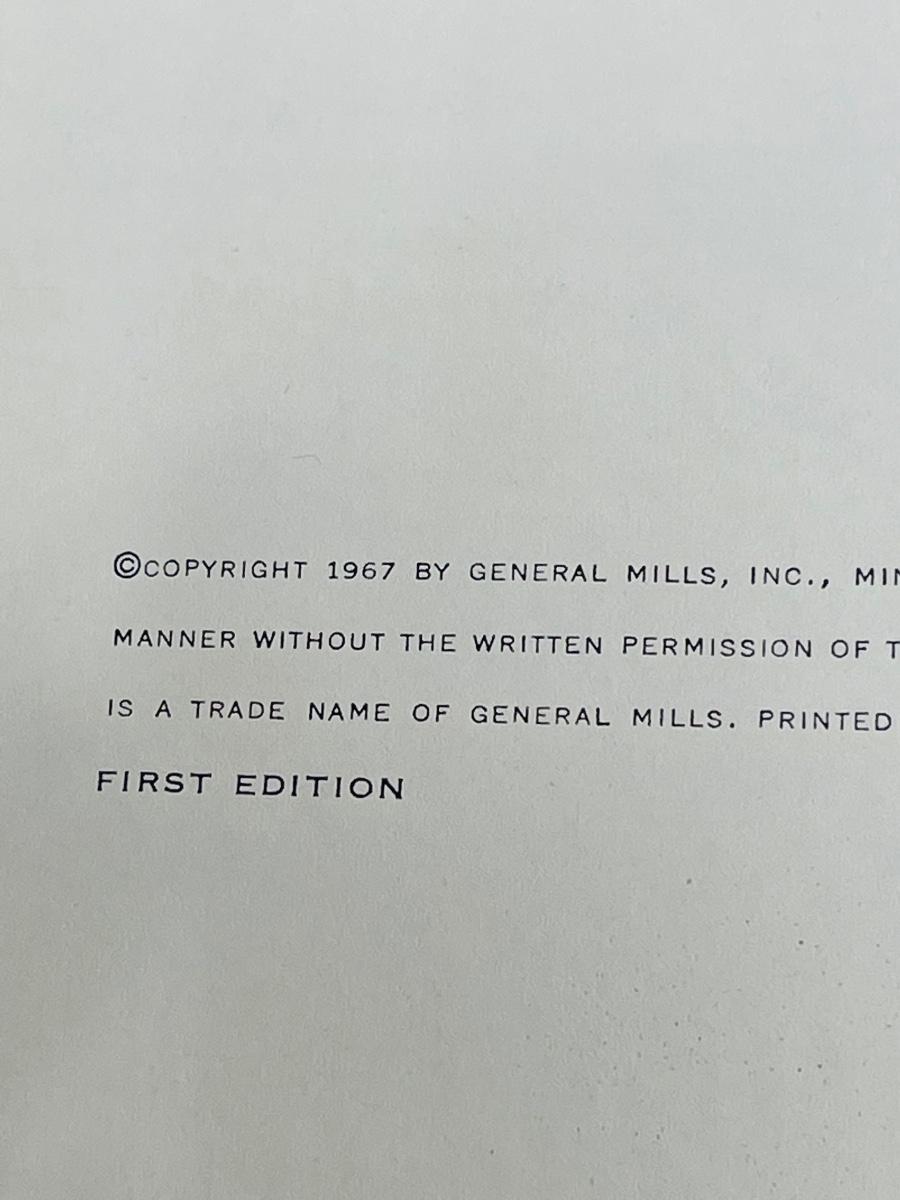 ©COPYRIGHT 1967 BY GENERAL MILLS, INC.,
MANNER WITHOUT THE WRITTEN PERMISSION OF
IS A TRADE NAME OF GENERAL MILLS. PRINTED
FIRST EDITION